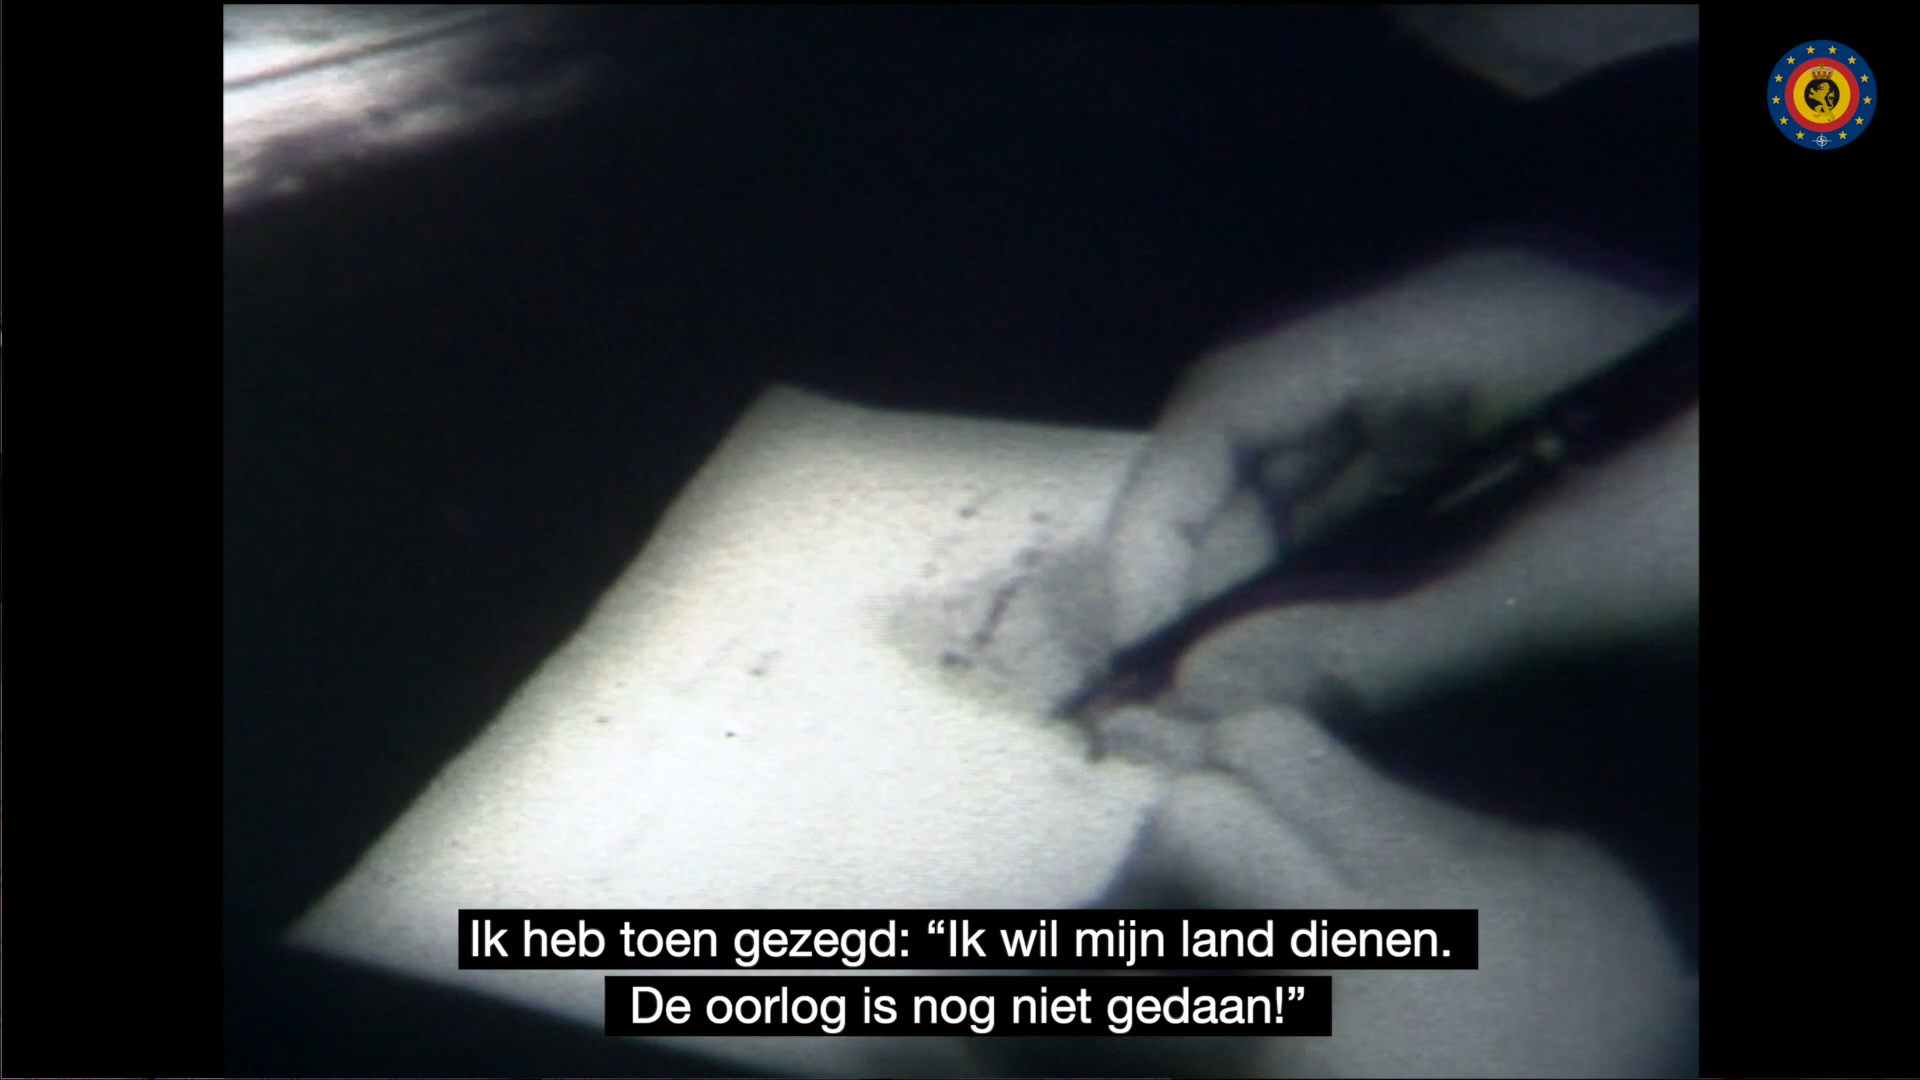 Ik heb toen gezegd: “Ik wil mijn land dienen.
De oorlog is nog niet gedaan!”